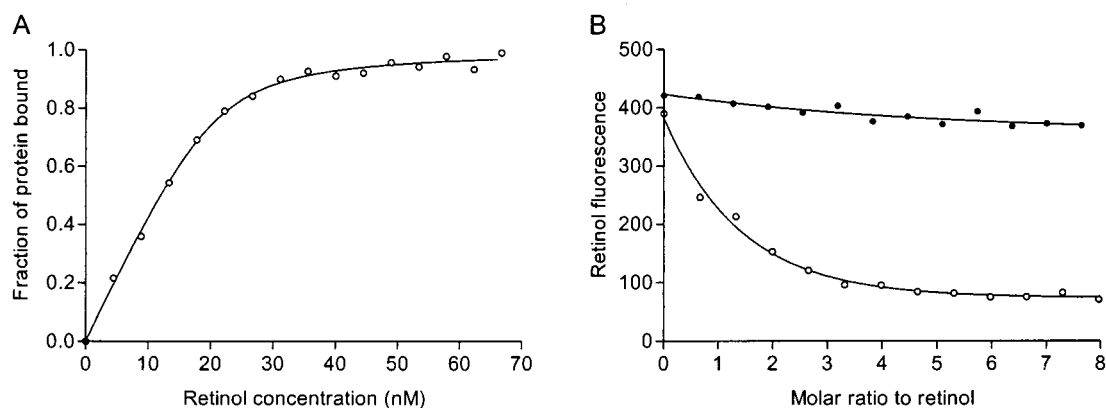 A
Fraction of protein bound
1.0
0.8
0.6
0.4
0.2
0.0
0 10 20 30 40 50 60 70
Retinol concentration (nM)
B
Retinol fluorescence
500
400
300
200
100
0
0 1 2 3 4 5 6 7 8
Molar ratio to retinol